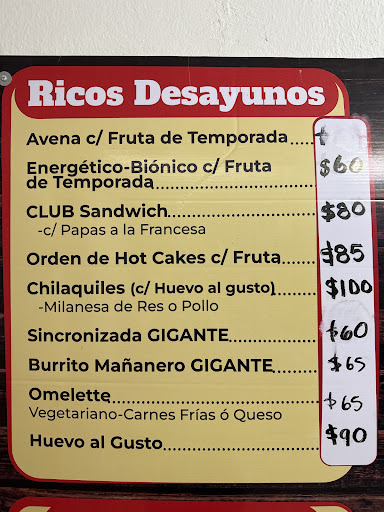 Ricos Desayunos
Avena c/ Fruta de Temporada.....
Energético-Biónico c/ Fruta
de Temporada.................................. $60
CLUB Sandwich............................... $80
-c/ Papas a la Francesa
Orden de Hot Cakes c/ Fruta....... $85
Chilaquiles (c/ Huevo al gusto)......... $100
-Milanesa de Res o Pollo
Sincronizada GIGANTE.................. $60
Burrito Mañanero GIGANTE......... $65
Omelette.......................................... $65
Vegetariano-Carnes Frías ó Queso
Huevo al Gusto............................... $90